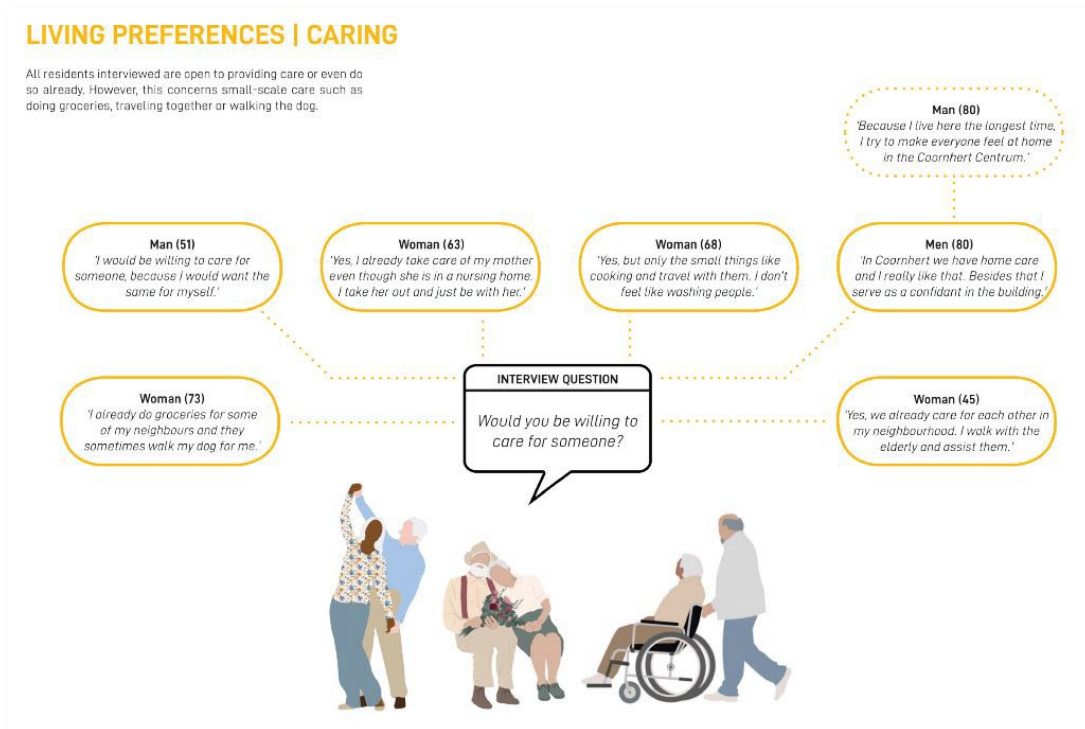 LIVING PREFERENCES | CARING
All residents interviewed are open to providing care or even do
so already. However, this concerns small-scale care such as
doing groceries, traveling together or walking the dog.
Man (80)
'Because I live here the longest time,
I try to make everyone feel at home
in the Coornhert Centrum.'
Man (51)
'I would be willing to care for
someone, because i would want the
same for myself.'
Woman (63)
'Yes, I already take care of my mother
even though she is in a nursing home.
I take her out and just be with her.'
Woman (68)
'Yes, but only the small things like
cooking and travel with them. I don't
feel like washing people.'
Men (80)
'In Coornhert we have home care
and I really like that. Besides that I
serve as a confidant in the building.'
INTERVIEW QUESTION
Would you be willing to
care for someone?
Woman (73)
'I already do groceries for some
of my neighbours and they
sometimes walk my dog for me.'
Woman (45)
'Yes, we already care for each other in
my neighbourhood. I walk with the
elderly and assist them.'